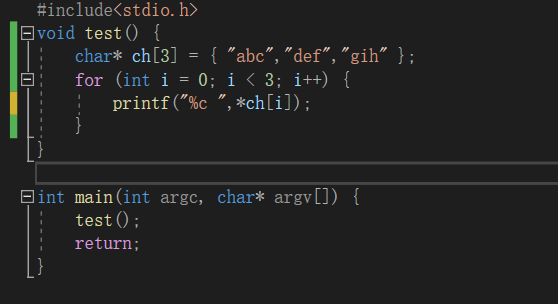 #include<stdio.h>
void test() {
char* ch[3] = { "abc","def","gih" };
for (int i = 0; i < 3; i++) {
printf("%c ",*ch[i]);
}
}
int main(int argc, char* argv[]) {
test();
return;
}